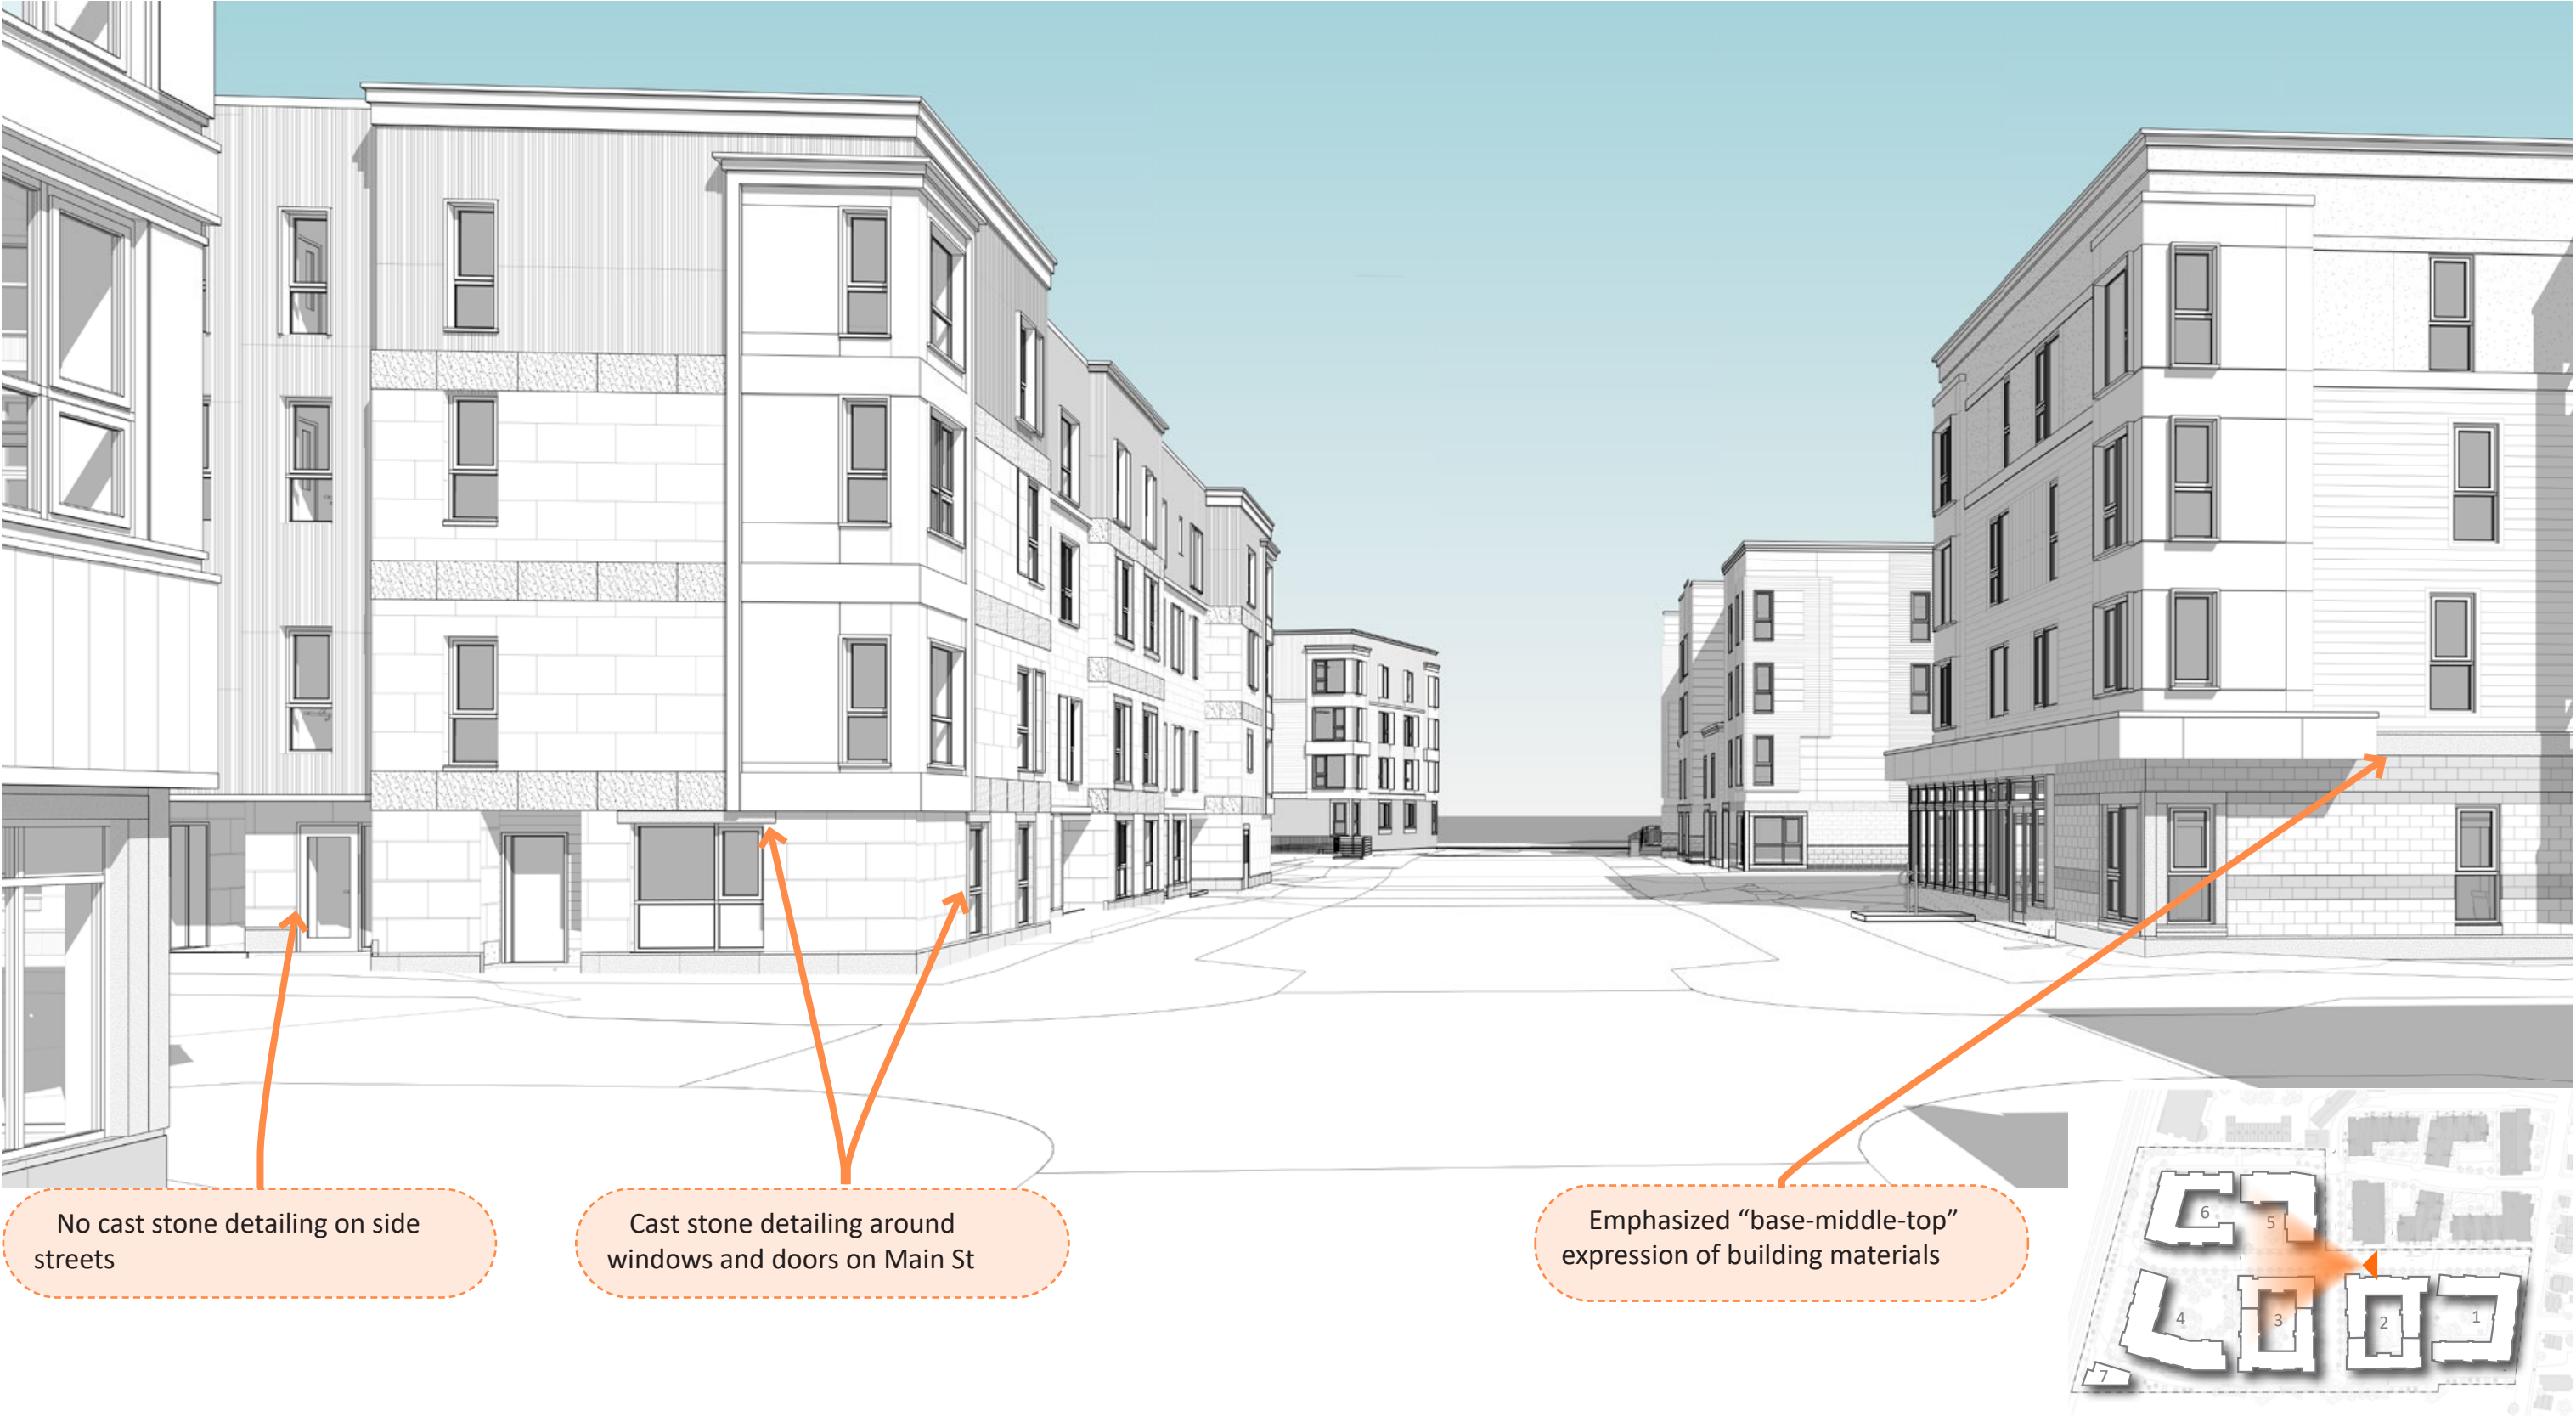 No cast stone detailing on side
streets
Cast stone detailing around
windows and doors on Main St
Emphasized “base-middle-top”
expression of building materials
6
5
4
3
2
1
7